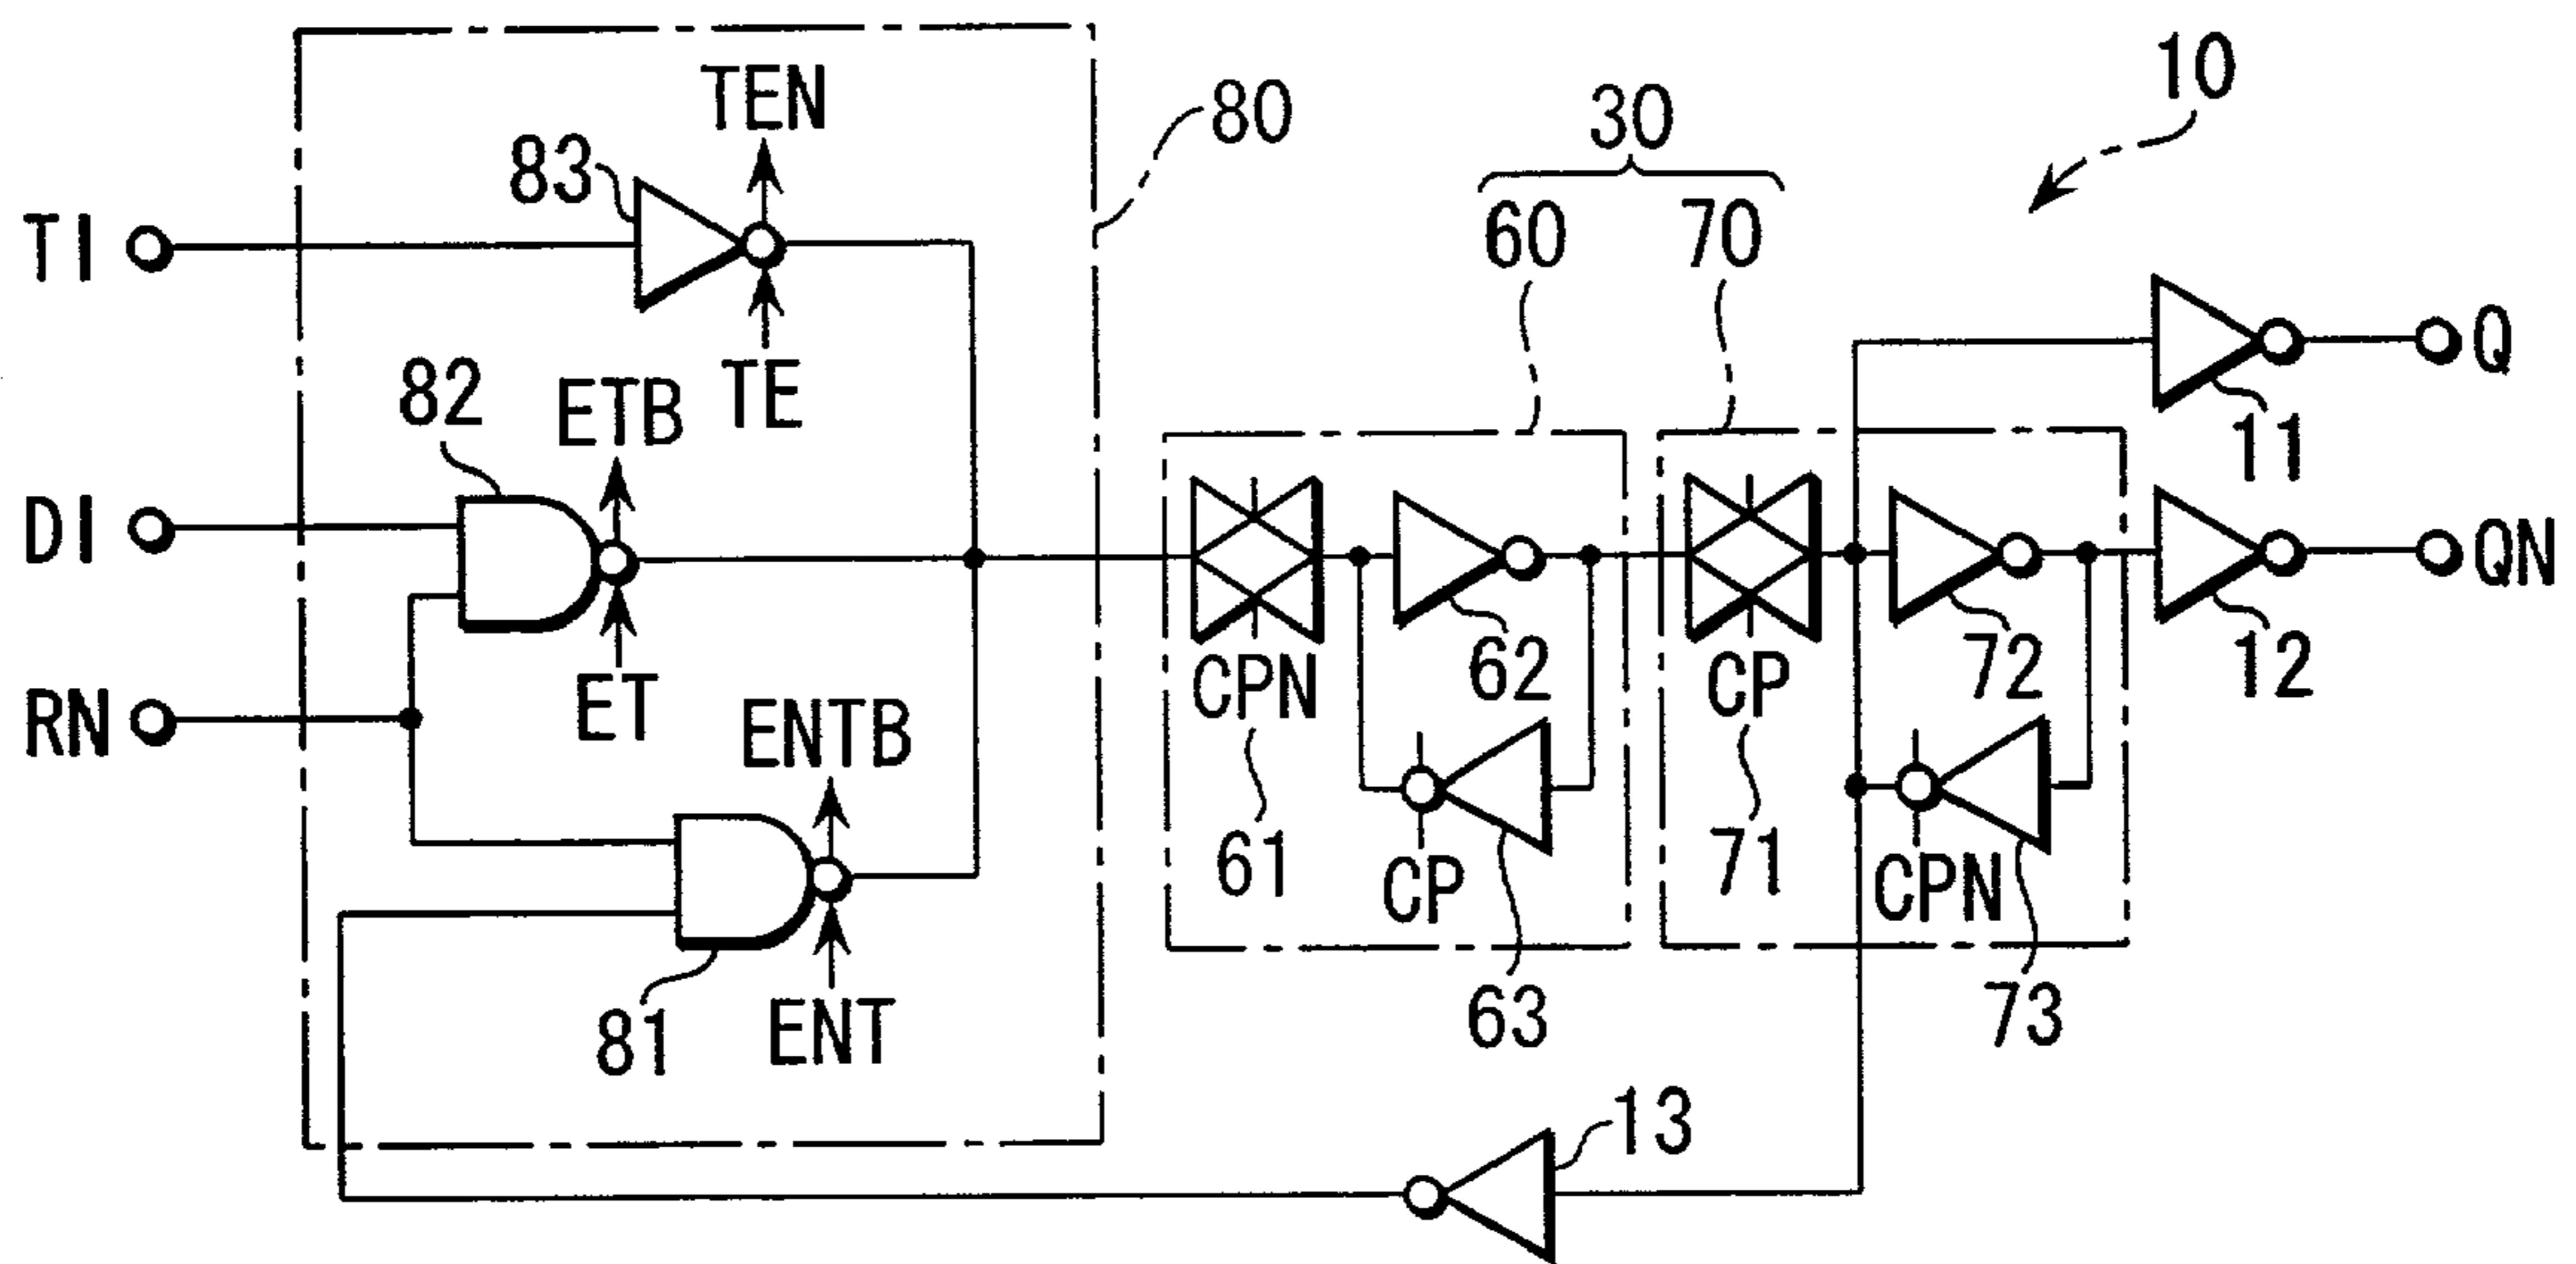 10
80
30
TEN
83
60
70
TI
Q
TE
82
ETB
11
DI
QN
62
72
12
CPN
CP
ET
RN
ENTB
61
71
CP
CPN
81
ENT
63
73
13